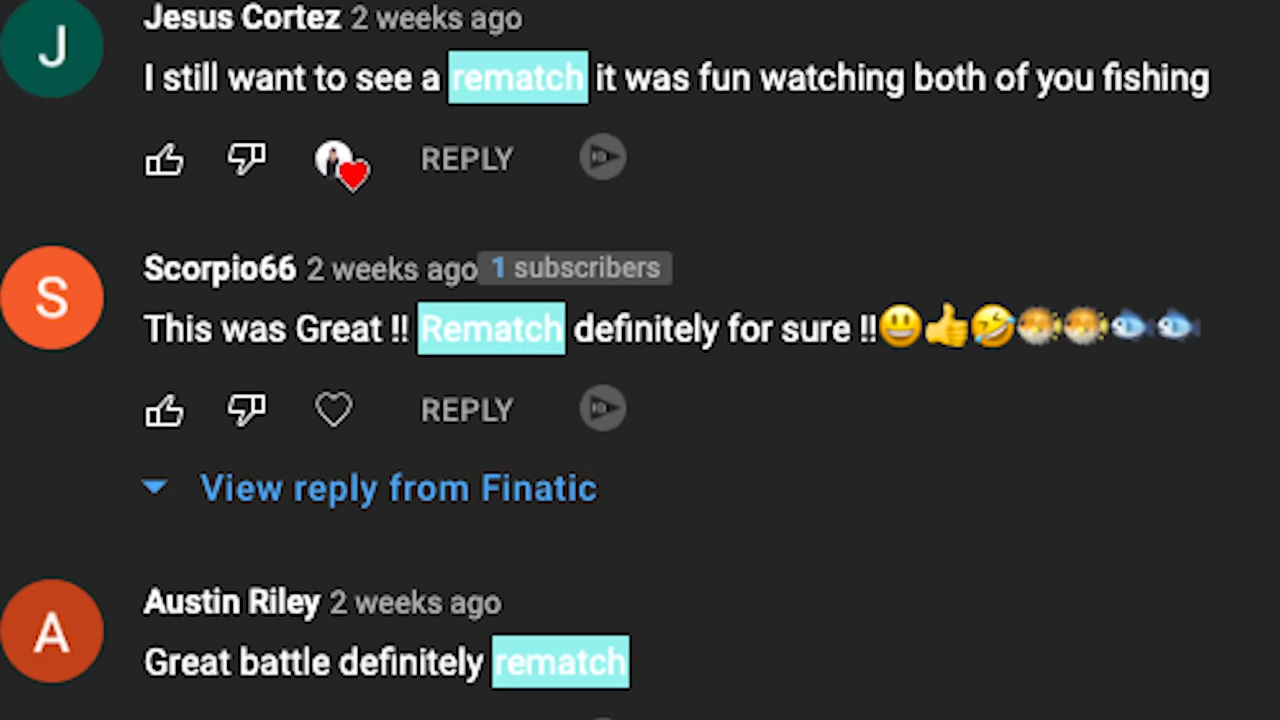 J
Jesus Cortez 2 weeks ago
I still want to see a rematch it was fun watching both of you fishing
REPLY
S
Scorpio66 2 weeks ago 1 subscribers
This was Great !! Rematch definitely for sure !!😃👍🤣🐡🐡🐟🐟
REPLY
View reply from Finatic
A
Austin Riley 2 weeks ago
Great battle definitely rematch